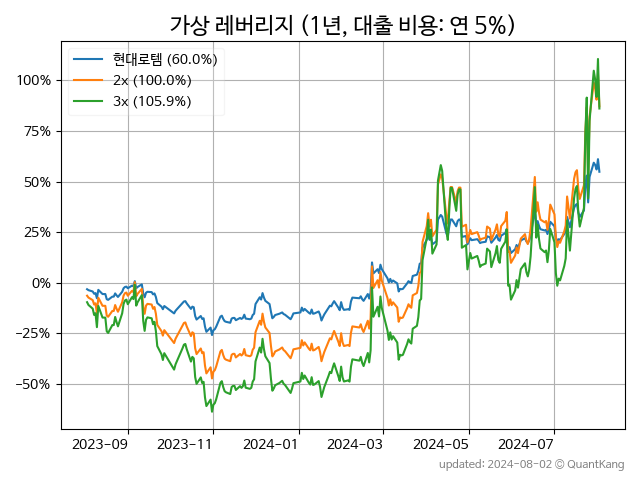 가상 레버리지 (1년, 대출 비용: 연 5%)
현대로템 (60.0%)
2x (100.0%)
3x (105.9%)
100%
75%
50%
25%
0%
−25%
−50%
2023-09
2023-11
2024-01
2024-03
2024-05
2024-07
updated: 2024-08-02 © QuantKang